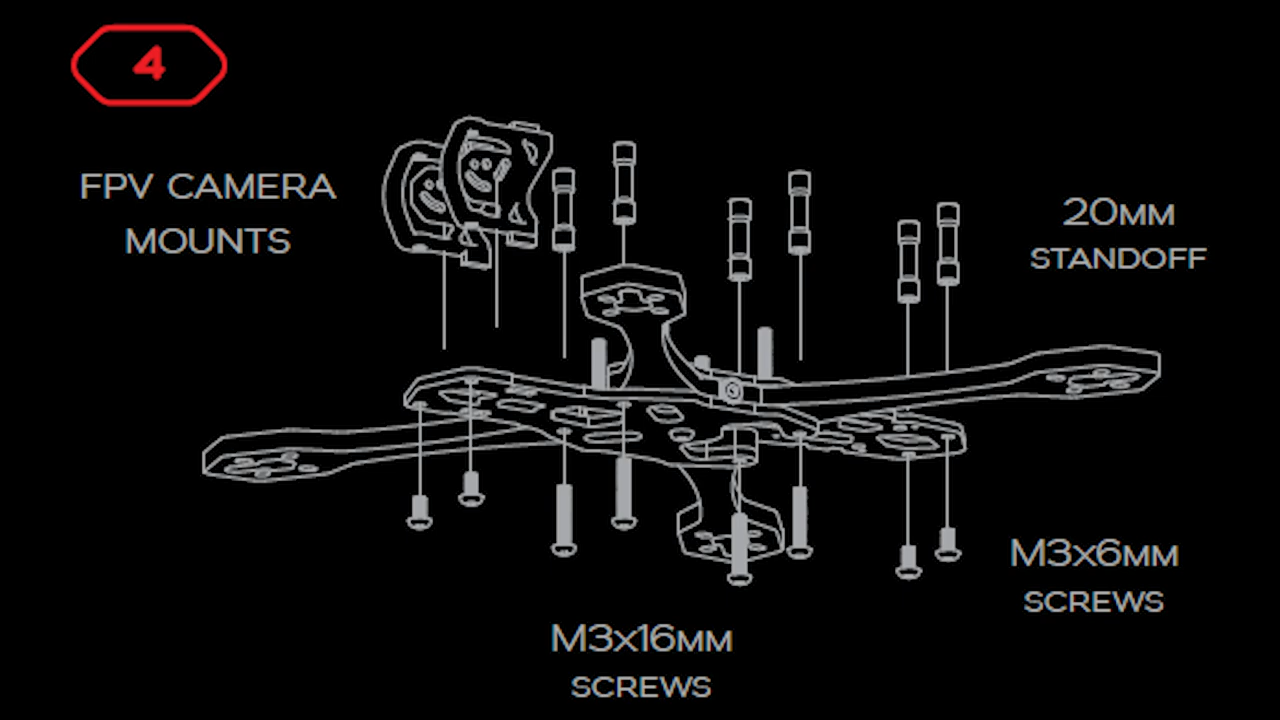 4
FPV CAMERA
MOUNTS
20MM
STANDOFF
M3x6MM
SCREWS
M3x16MM
SCREWS